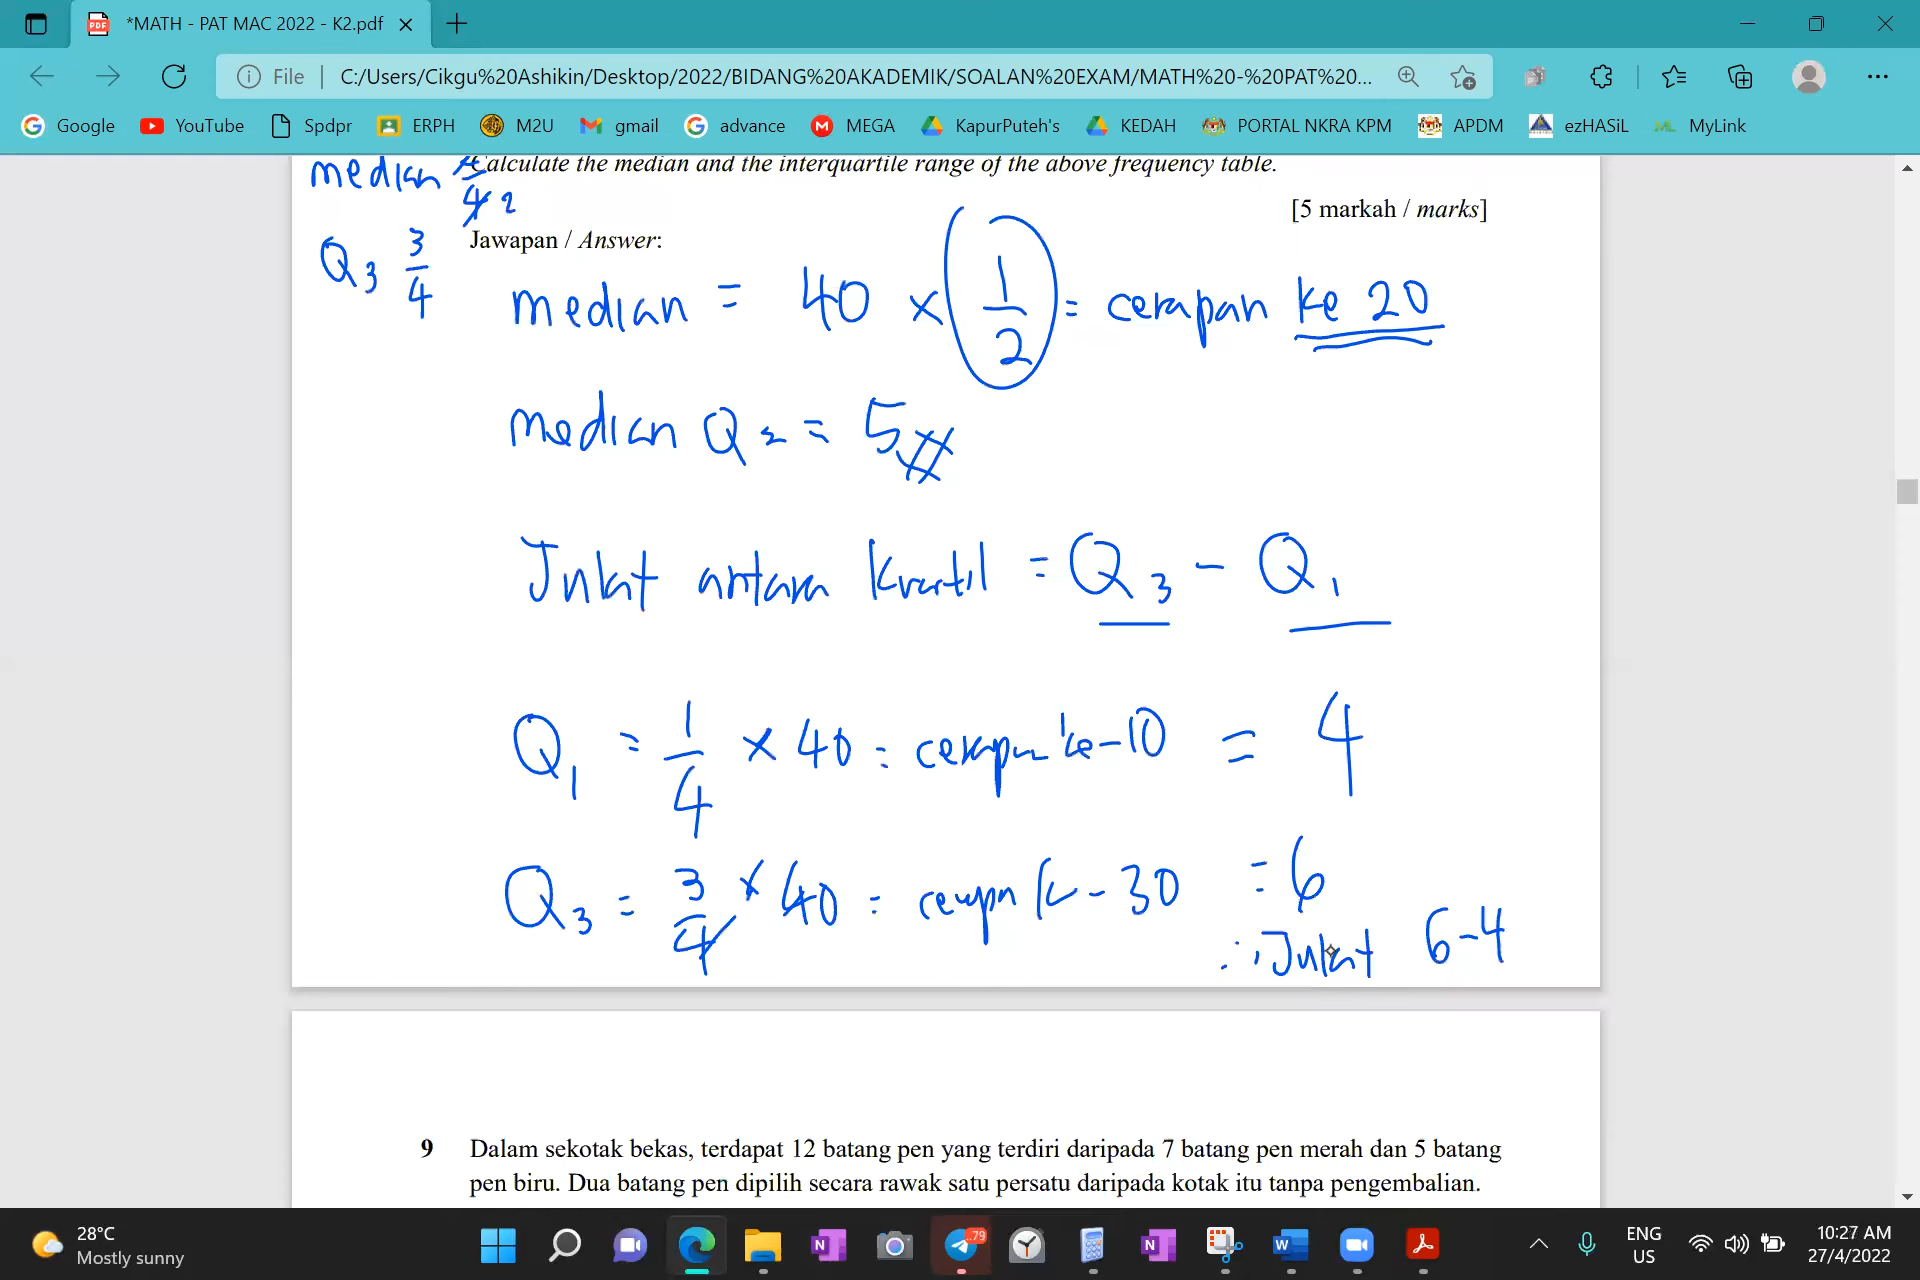 *MATH - PAT MAC 2022 - K2.pdf
File
C:/Users/Cikgu%20Ashikin/Desktop/2022/BIDANG%20AKADEMIK/SOALAN%20EXAM/MATH%20-%20PAT%20...
Google YouTube Spdpr ERPH M2U gmail advance MEGA KapurPuteh's KEDAH PORTAL NKRA KPM APDM ezHASiL MyLink
Calculate the median and the interquartile range of the above frequency table.
median 4 2
[5 markah / marks]
Jawapan / Answer:
Q3 3/4
median = 40 × 1/2 = cerapan ke 20
median Q2 = 5
Julat antara kuartil = Q3 - Q1
Q1 = 1/4 × 40 = cerapan ke-10 = 4
Q3 = 3/4 × 40 = cerapan ke-30 = 6
∴ Julat 6-4
9 Dalam sekotak bekas, terdapat 12 batang pen yang terdiri daripada 7 batang pen merah dan 5 batang
pen biru. Dua batang pen dipilih secara rawak satu persatu daripada kotak itu tanpa pengembalian.
28°C
Mostly sunny
79
ENG
US
10:27 AM
27/4/2022